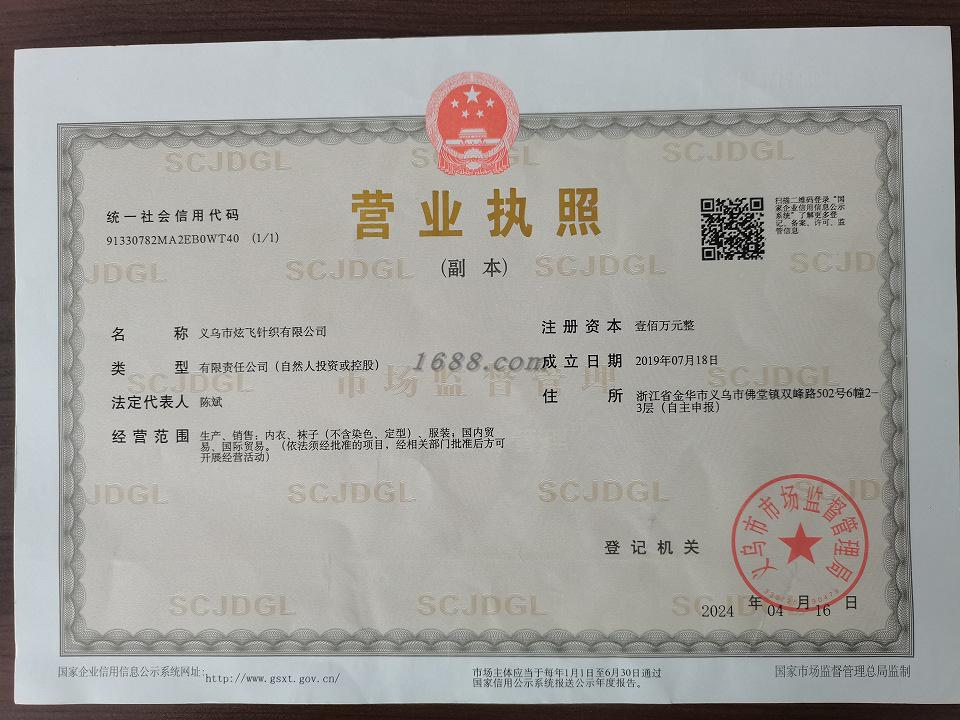 SCJDGL SCJDGL SCJDGL
营业执照
(副 本)
统一社会信用代码
91330782MA2EB0WT40 (1/1)
扫描二维码登录“国
家企业信用信息公示
系统”了解更多登
记、备案、许可、监
管信息
JDGL SCJDGL SCJDGL SCJD
名 称 义乌市炫飞针织有限公司
类 型 有限责任公司（自然人投资或控股）
法定代表人 陈斌
经营范围 生产、销售：内衣、袜子（不含染色、定型）、服装；国内贸
易、国际贸易。（依法须经批准的项目，经相关部门批准后方可
开展经营活动）
注册资本 壹佰万元整
成立日期 2019年07月18日
住 所 浙江省金华市义乌市佛堂镇双峰路502号6幢2-
3层（自主申报）
1688.com
SCJDGL 市场监督管理 SCJDGL
JDGL SCJDGL SCJDGL SCJD
登记机关
义乌市市场监督管理局
2024 年 04 月 16 日
SCJDGL SCJDGL SC
国家企业信用信息公示系统网址: http://www.gsxt.gov.cn/
市场主体应当于每年1月1日至6月30日通过
国家信用公示系统报送公示年度报告。
国家市场监督管理总局监制